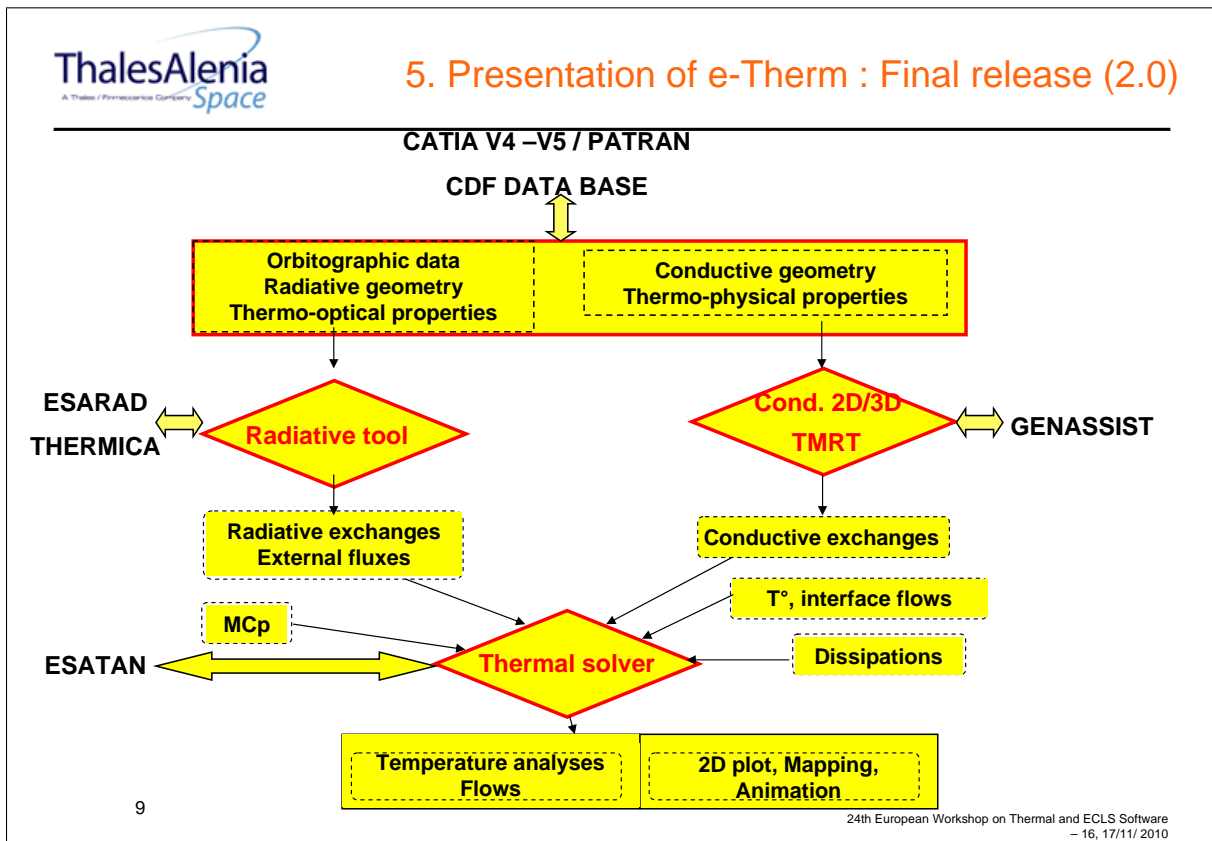 ThalesAlenia
A Thales / Finmeccanica Company Space
5. Presentation of e-Therm : Final release (2.0)
CATIA V4 –V5 / PATRAN
CDF DATA BASE
Orbitographic data
Radiative geometry
Thermo-optical properties
Conductive geometry
Thermo-physical properties
ESARAD
THERMICA
Radiative tool
Cond. 2D/3D
TMRT
GENASSIST
Radiative exchanges
External fluxes
Conductive exchanges
T°, interface flows
MCp
Dissipations
ESATAN
Thermal solver
Temperature analyses
Flows
2D plot, Mapping,
Animation
9
24th European Workshop on Thermal and ECLS Software
– 16, 17/11/ 2010